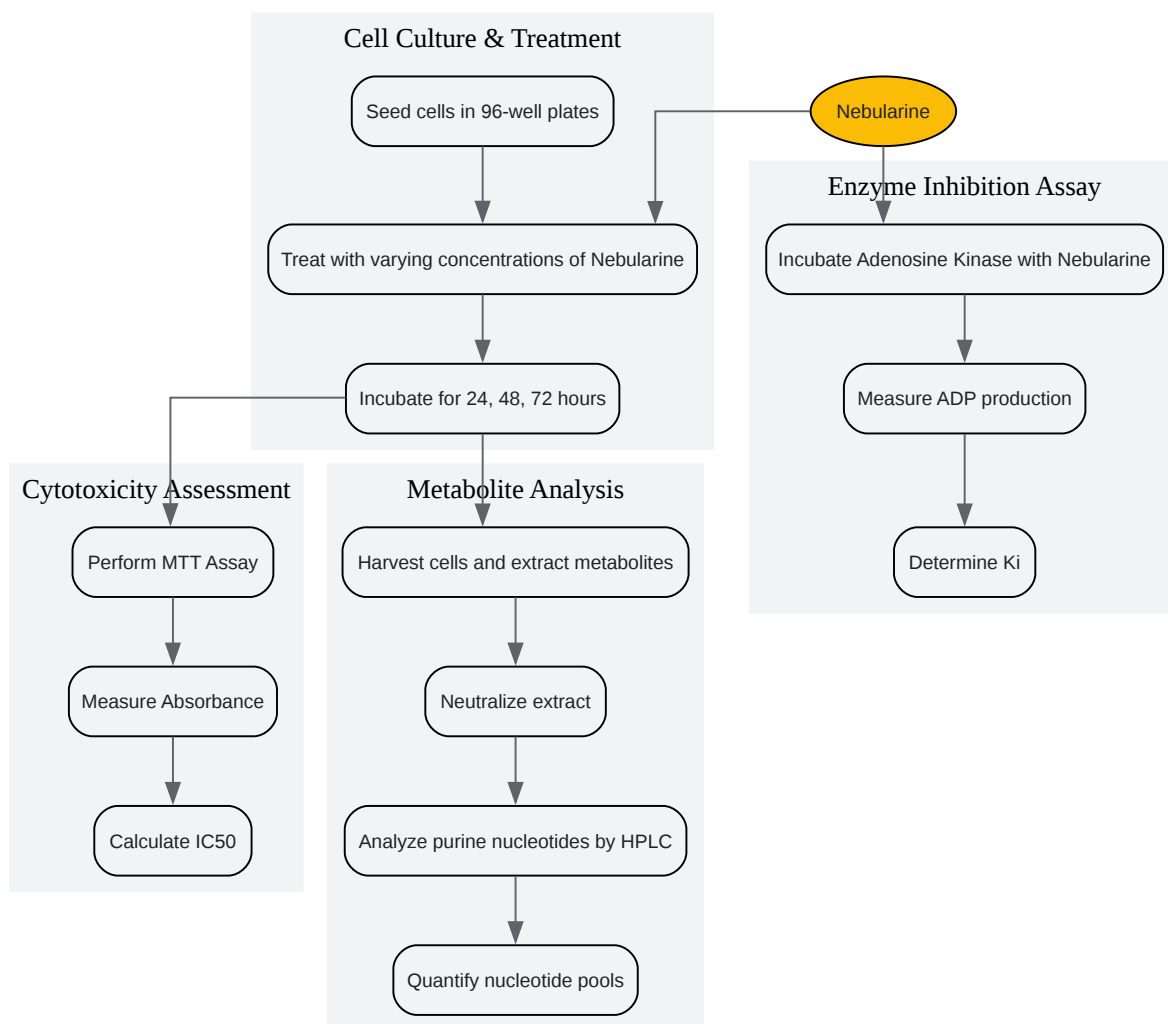 Cell Culture & Treatment
Seed cells in 96-well plates
Nebularine
Enzyme Inhibition Assay
Treat with varying concentrations of Nebularine
Incubate Adenosine Kinase with Nebularine
Incubate for 24, 48, 72 hours
Measure ADP production
Cytotoxicity Assessment
Metabolite Analysis
Perform MTT Assay
Harvest cells and extract metabolites
Determine Ki
Measure Absorbance
Neutralize extract
Calculate IC50
Analyze purine nucleotides by HPLC
Quantify nucleotide pools